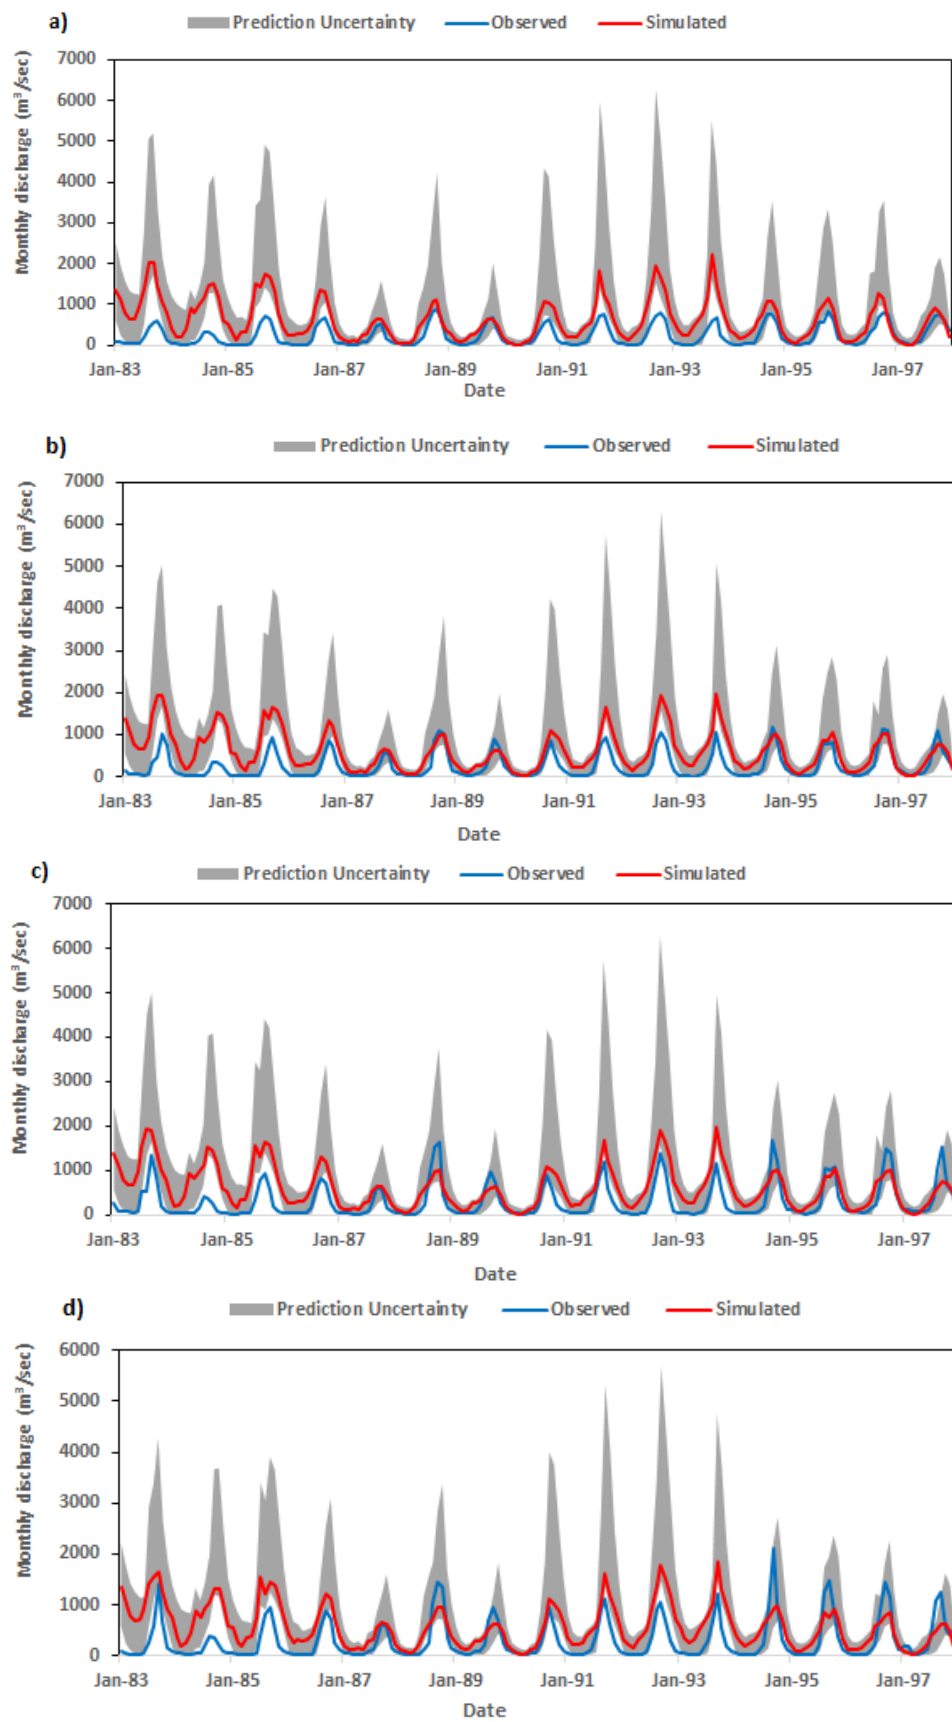 a)
Prediction Uncertainty Observed Simulated
Monthly discharge (m³/sec)
7000
6000
5000
4000
3000
2000
1000
0
Jan-83 Jan-85 Jan-87 Jan-89 Jan-91 Jan-93 Jan-95 Jan-97
Date
b)
Prediction Uncertainty Observed Simulated
Monthly discharge (m³/sec)
7000
6000
5000
4000
3000
2000
1000
0
Jan-83 Jan-85 Jan-87 Jan-89 Jan-91 Jan-93 Jan-95 Jan-97
Date
c)
Prediction Uncertainty Observed Simulated
Monthly discharge (m³/sec)
7000
6000
5000
4000
3000
2000
1000
0
Jan-83 Jan-85 Jan-87 Jan-89 Jan-91 Jan-93 Jan-95 Jan-97
Date
d)
Prediction Uncertainty Observed Simulated
Monthly discharge (m³/sec)
6000
5000
4000
3000
2000
1000
0
Jan-83 Jan-85 Jan-87 Jan-89 Jan-91 Jan-93 Jan-95 Jan-97
Date